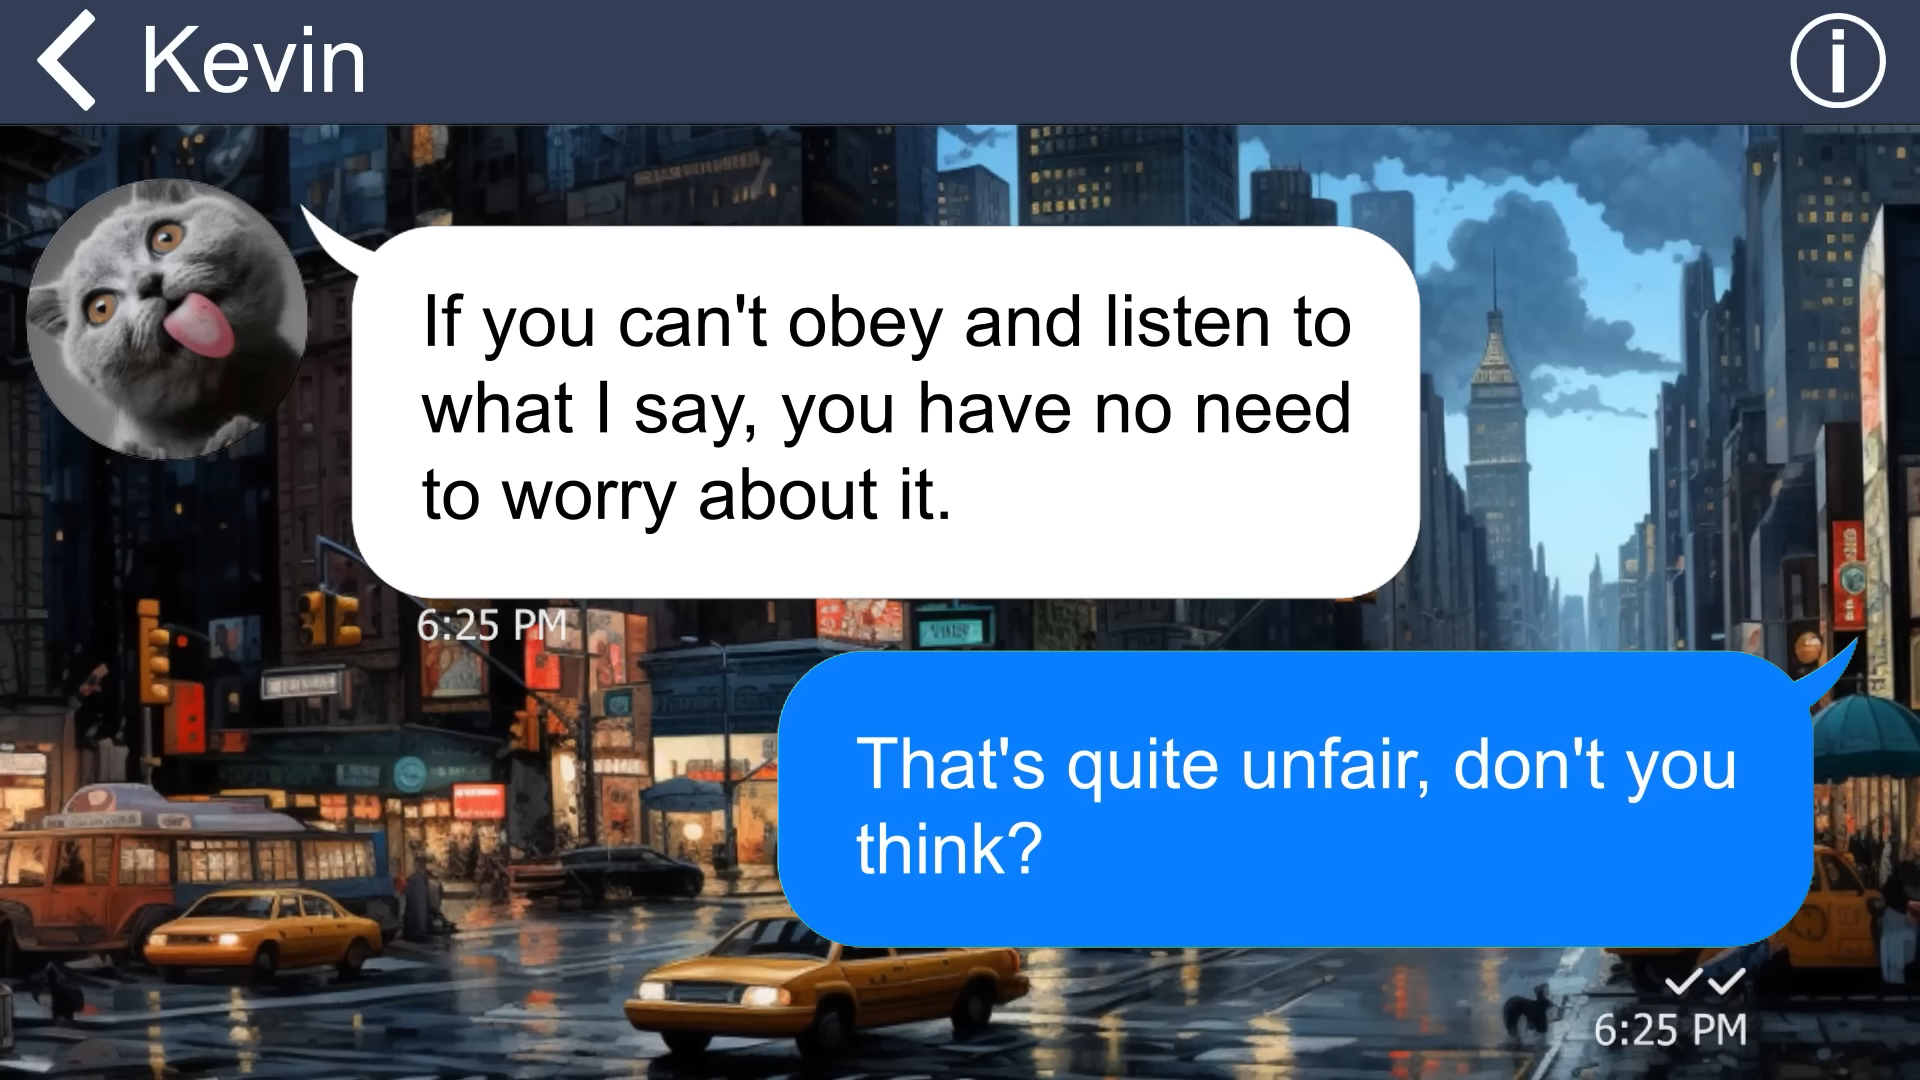 Kevin
If you can't obey and listen to
what I say, you have no need
to worry about it.
6:25 PM
That's quite unfair, don't you
think?
6:25 PM